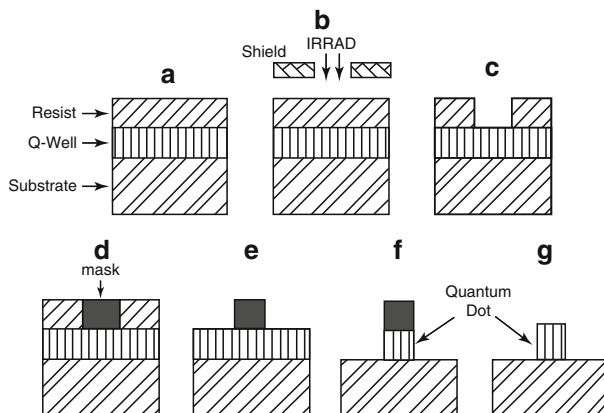 a
b
Shield IRRAD
c
Resist
Q-Well
Substrate
d
mask
e
f
g
Quantum
Dot